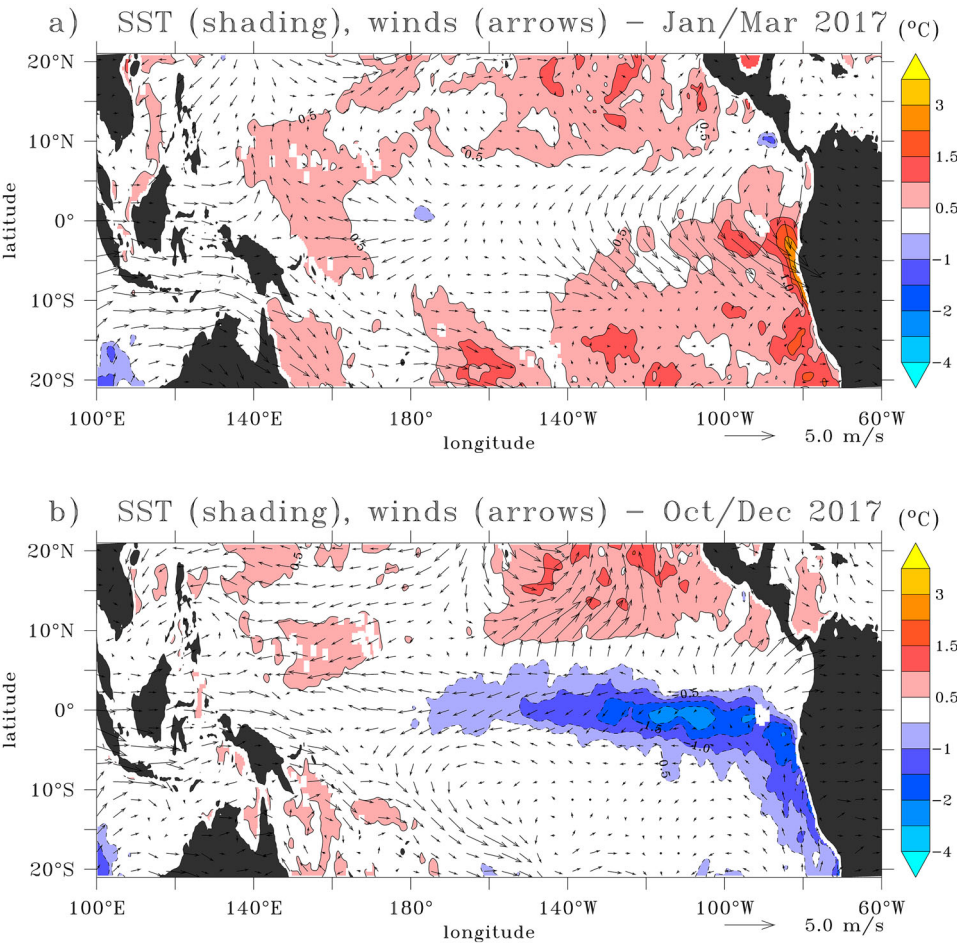 a) SST (shading), winds (arrows) – Jan/Mar 2017 (°C)
20°N
10°N
0°
10°S
20°S
latitude
0.5
0.5
0.5
0.5
0.5
1.0
3
1.5
1
0.5
−1
−2
−4
100°E 140°E 180° 140°W 100°W 60°W
longitude
5.0 m/s
b) SST (shading), winds (arrows) – Oct/Dec 2017 (°C)
20°N
10°N
0°
10°S
20°S
latitude
0.5
−0.5
−1.0
0.5
3
1.5
1
0.5
−1
−2
−4
100°E 140°E 180° 140°W 100°W 60°W
longitude
5.0 m/s